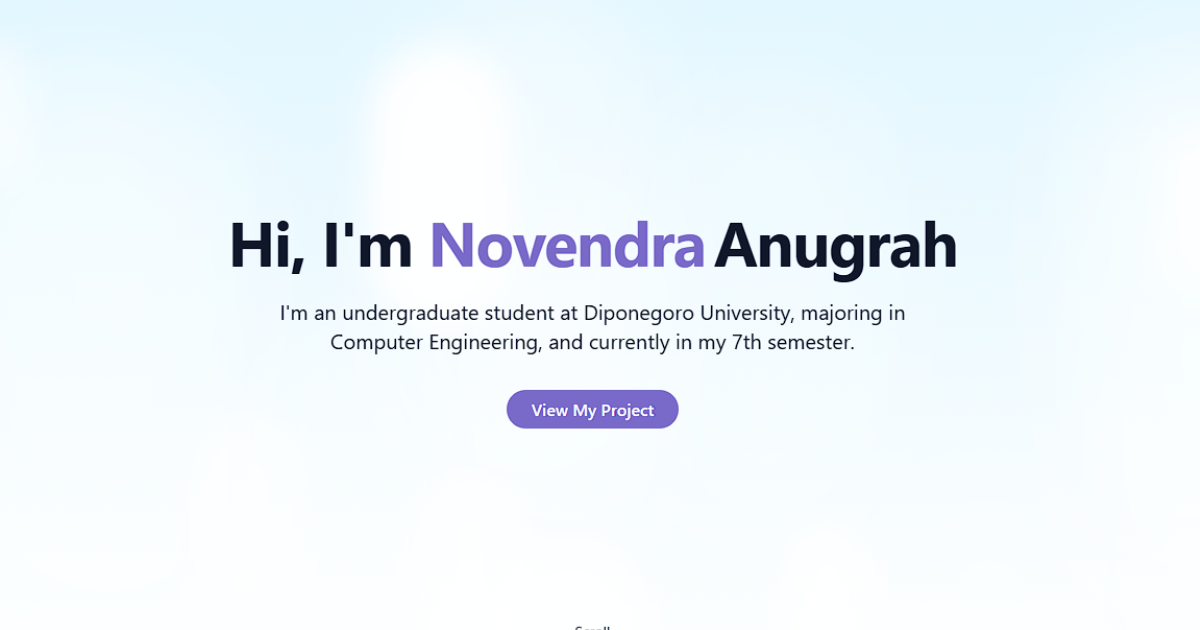 Hi, I'm Novendra Anugrah
I'm an undergraduate student at Diponegoro University, majoring in
Computer Engineering, and currently in my 7th semester.
View My Project
Scroll